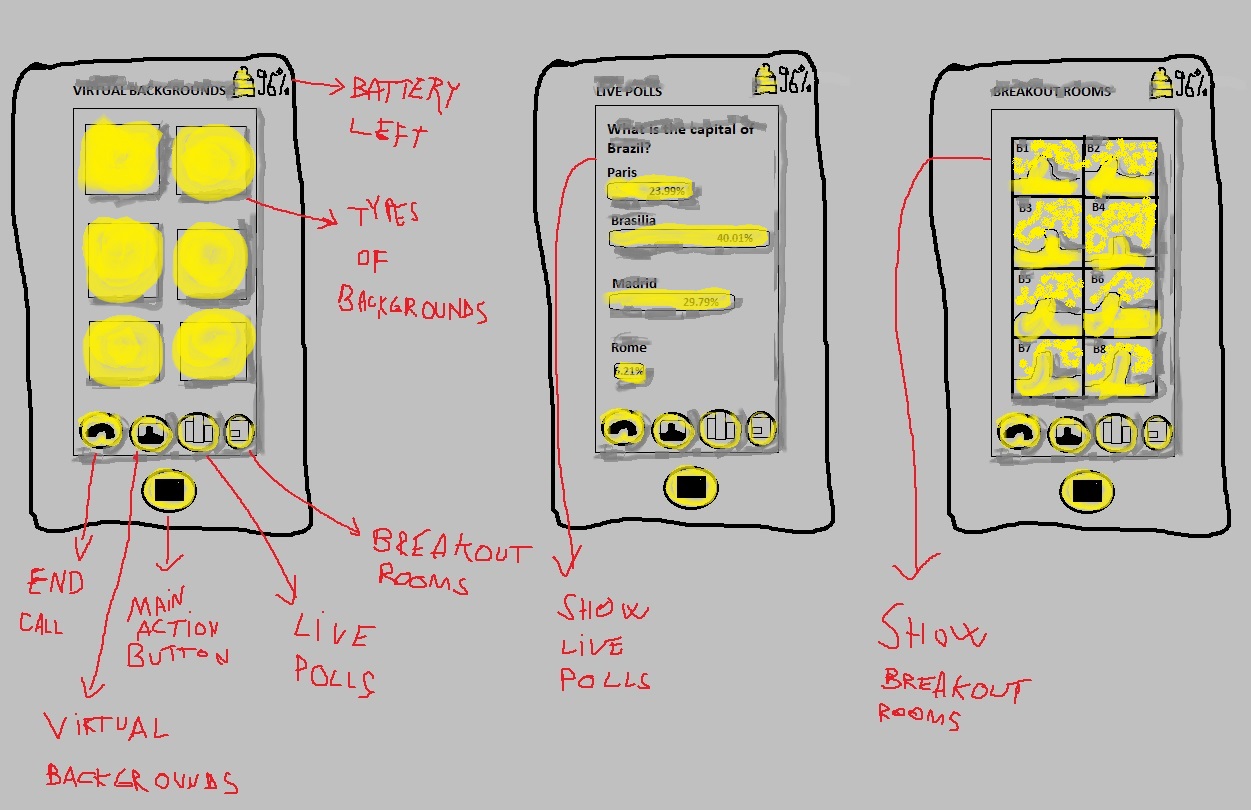 VIRTUAL BACKGROUNDS
96%
BATTERY
LEFT
TYPES
OF
BACKGROUNDS
END
CALL
MAIN
ACTION
BUTTON
VIRTUAL
BACKGROUNDS
LIVE
POLLS
BREAKOUT
ROOMS
LIVE POLLS
96%
What is the capital of
Brazil?
Paris
23.99%
Brasilia
40.01%
Madrid
29.79%
Rome
6.21%
SHOW
LIVE
POLLS
BREAKOUT ROOMS
96%
B1 B2
B3 B4
B5 B6
B7 B8
SHOW
BREAKOUT
ROOMS